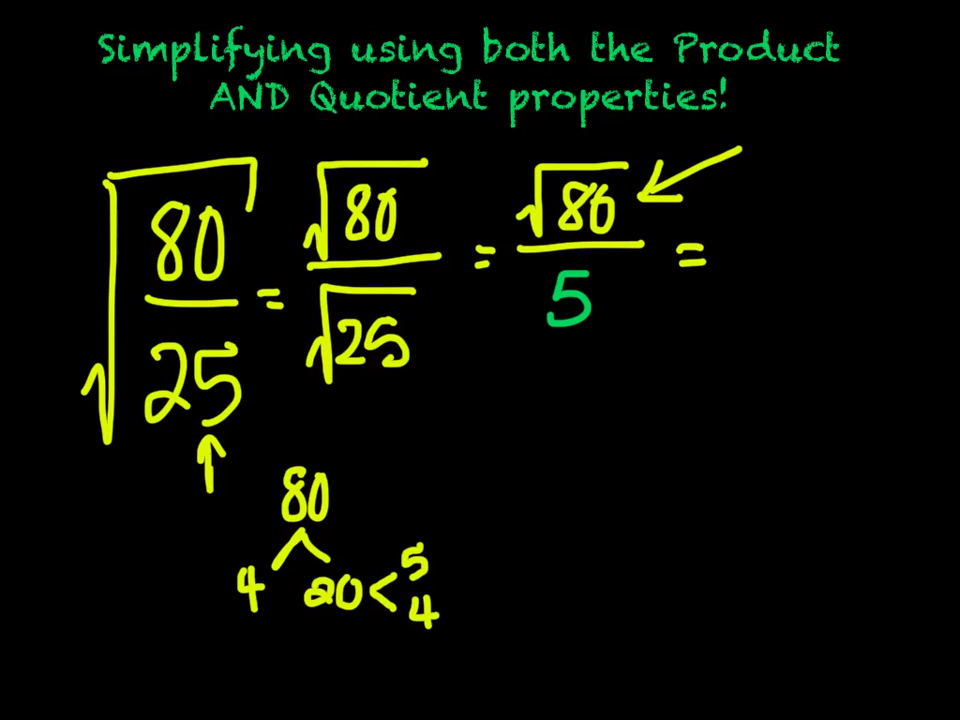 Simplifying using both the Product
AND Quotient properties!
√(80/25) = √80/√25 = √80/5 =
80
4 20 < 5 4